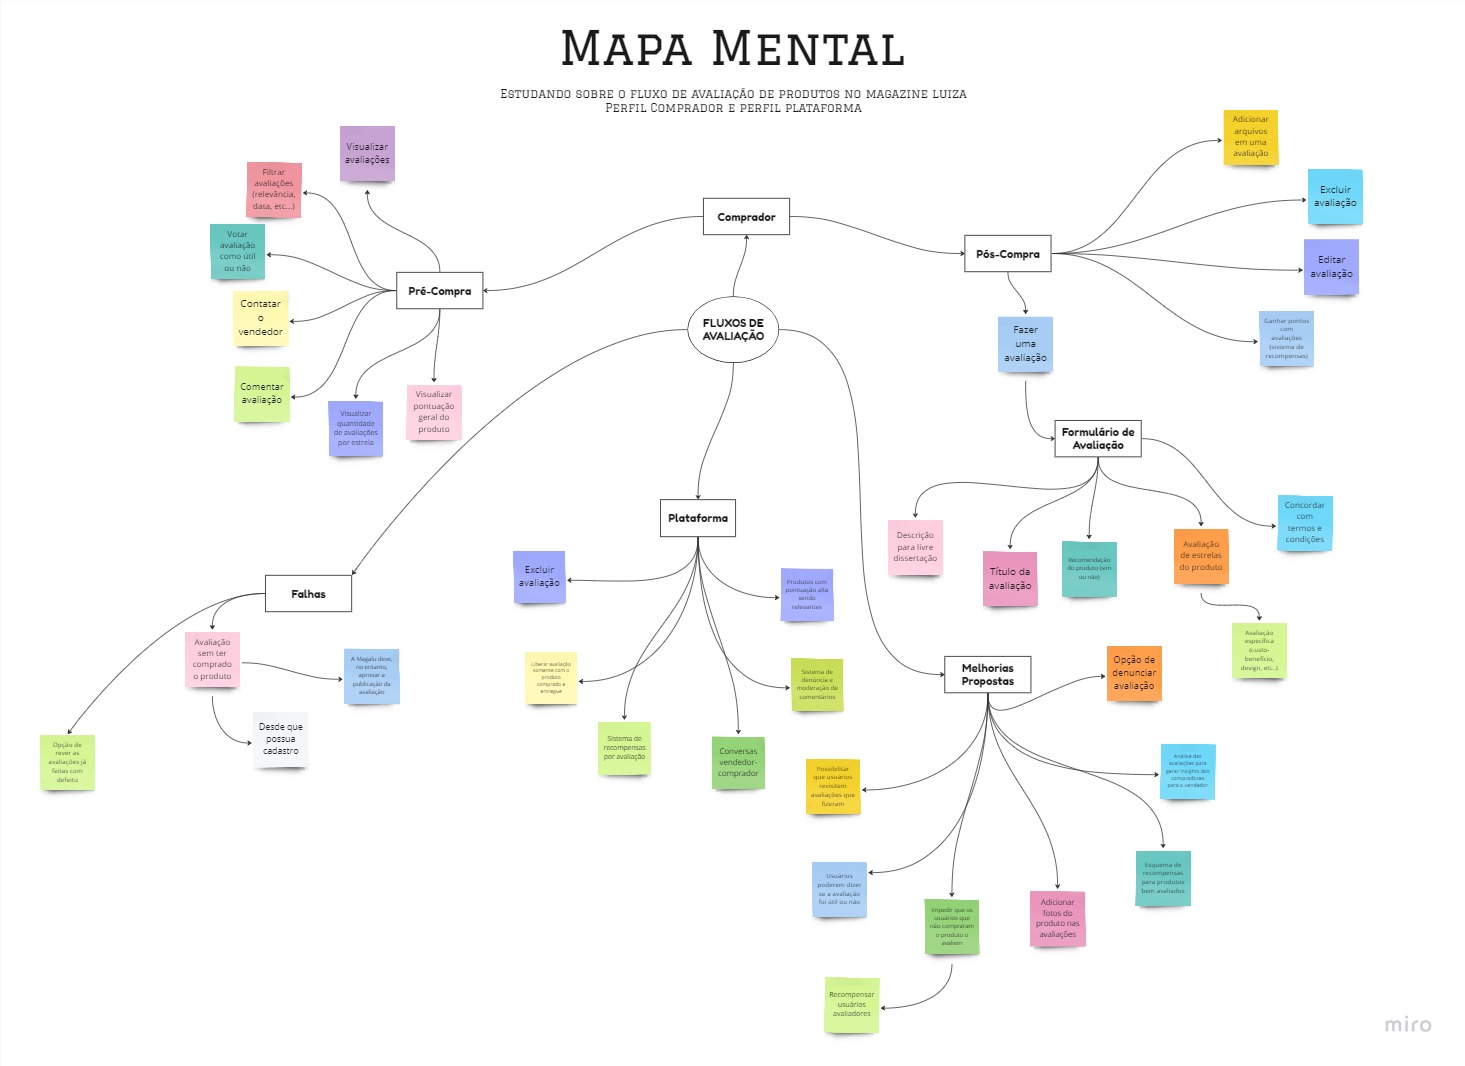 MAPA MENTAL
ESTUDANDO SOBRE O FLUXO DE AVALIAÇÃO DE PRODUTOS NO MAGAZINE LUIZA
PERFIL COMPRADOR E PERFIL PLATAFORMA
Visualizar
avaliações
Filtrar
avaliações
(relevância,
data, etc...)
Votar
avaliação
como útil
ou não
Contatar
o
vendedor
Comentar
avaliação
Visualizar
quantidade
de avaliações
por estrela
Visualizar
pontuação
geral do
produto
Pré-Compra
Comprador
FLUXOS DE
AVALIAÇÃO
Pós-Compra
Adicionar
arquivos
em uma
avaliação
Excluir
avaliação
Editar
avaliação
Ganhar pontos
com
avaliações
(sistema de
recompensas)
Fazer
uma
avaliação
Formulário de
Avaliação
Descrição
para livre
dissertação
Título da
avaliação
Recomendação
do produto (sim
ou não)
Avaliação
de estrelas
do produto
Concordar
com
termos e
condições
Avaliação
específica
(custo-
benefício,
design, etc..)
Plataforma
Excluir
avaliação
Liberar avaliação
somente com o
produto
comprado e
entregue
Sistema de
recompensas
por avaliação
Conversas
vendedor-
comprador
Sistema de
denúncia e
moderação de
comentários
Produtos com
pontuação alta
sendo
relevantes
Falhas
Avaliação
sem ter
comprado
o produto
A Magalu deve,
no entanto,
aprovar a
publicação da
avaliação
Desde que
possua
cadastro
Opção de
rever as
avaliações já
feitas com
defeito
Melhorias
Propostas
Opção de
denunciar
avaliação
Análise das
avaliações para
gerar insights dos
compradores
para o vendedor
Esquema de
recompensas
para produtos
bem avaliados
Adicionar
fotos do
produto nas
avaliações
Impedir que os
usuários que
não compraram
o produto o
avaliem
Recompensar
usuários
avaliadores
Usuários
poderem dizer
se a avaliação
foi útil ou não
Possibilitar
que usuários
revisitem
avaliações que
fizeram
miro